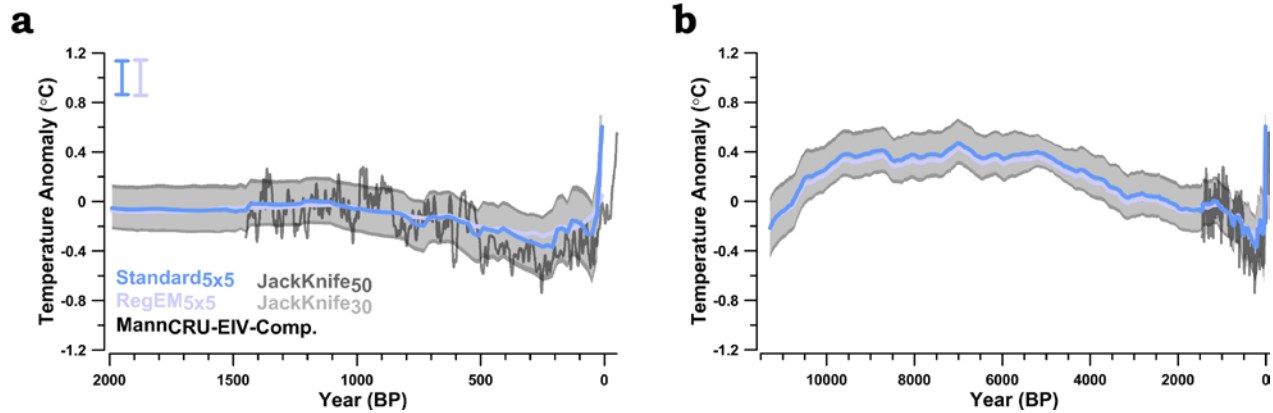 a
1.2
0.8
0.4
0
-0.4
-0.8
-1.2
Temperature Anomaly (°C)
Standard5x5 JackKnife50
RegEM5x5 JackKnife30
MannCRU-EIV-Comp.
2000 1500 1000 500 0
Year (BP)
b
1.2
0.8
0.4
0
-0.4
-0.8
-1.2
Temperature Anomaly (°C)
10000 8000 6000 4000 2000 0
Year (BP)